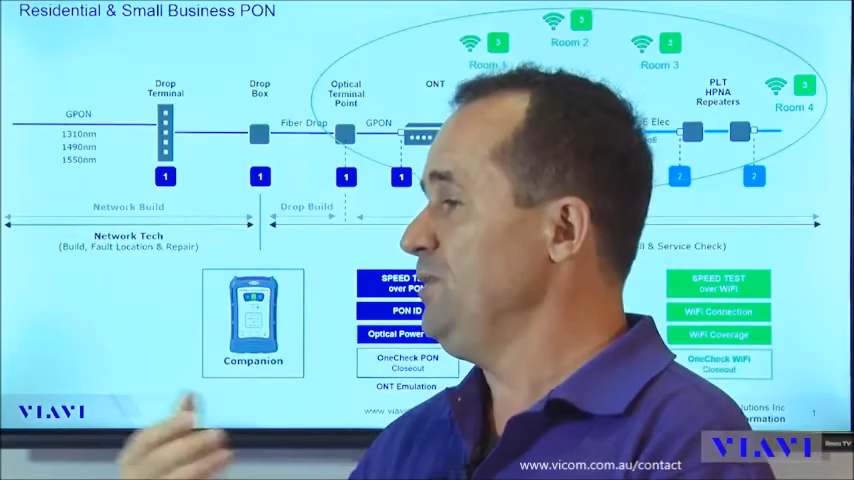 Residential & Small Business PON
3
Room 1
3
Room 2
3
Room 3
3
Room 4
Drop
Terminal
Drop
Box
Optical
Terminal
Point
ONT
PLT
HPNA
Repeaters
GPON
1310nm
1490nm
1550nm
Fiber Drop
GPON
Elec
1
1
1
1
2
2
Network Build
Drop Build
Network Tech
(Build, Fault Location & Repair)
& Service Check)
Companion
SPEED
over
PON ID
Optical Power
OneCheck PON
Closeout
ONT Emulation
SPEED TEST
over WiFi
WiFi Connection
WiFi Coverage
OneCheck WiFi
Closeout
VIAVI
www.viavi
Inc
1
VIAVI
www.vicom.com.au/contact